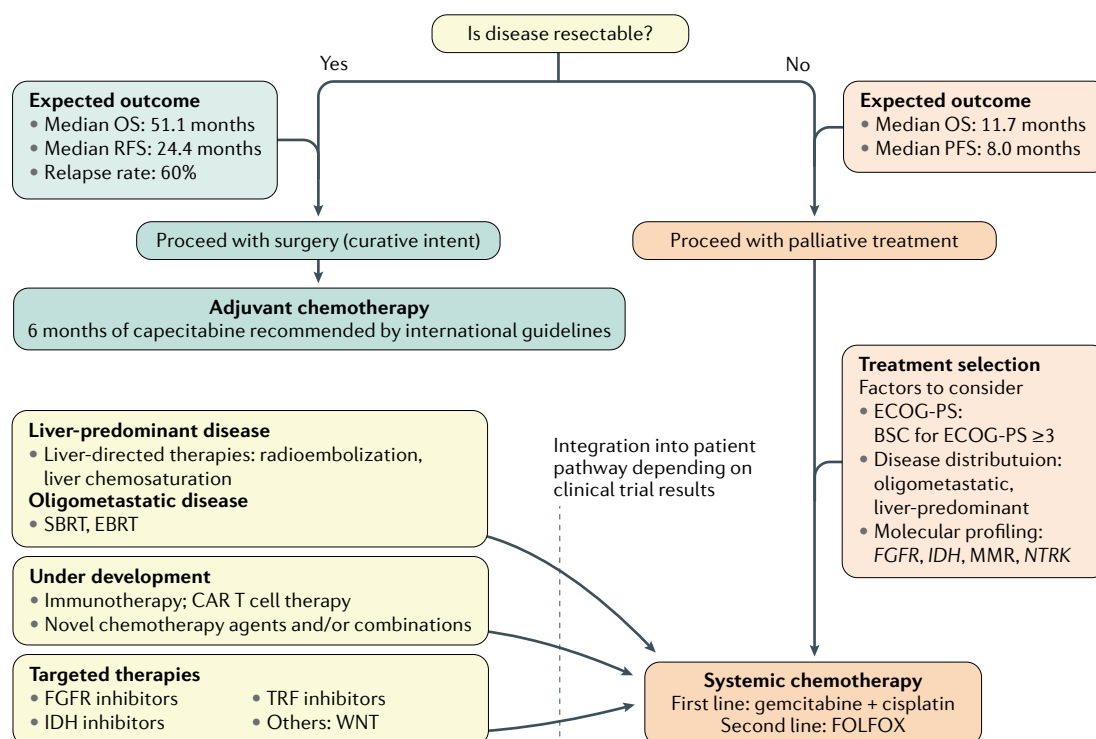 Is disease resectable?
Yes
No
Expected outcome
• Median OS: 51.1 months
• Median RFS: 24.4 months
• Relapse rate: 60%
Expected outcome
• Median OS: 11.7 months
• Median PFS: 8.0 months
Proceed with surgery (curative intent)
Proceed with palliative treatment
Adjuvant chemotherapy
6 months of capecitabine recommended by international guidelines
Treatment selection
Factors to consider
• ECOG-PS:
BSC for ECOG-PS ≥3
• Disease distributuion:
oligometastatic,
liver-predominant
• Molecular profiling:
FGFR, IDH, MMR, NTRK
Liver-predominant disease
• Liver-directed therapies: radioembolization,
liver chemosaturation
Oligometastatic disease
• SBRT, EBRT
Integration into patient
pathway depending on
clinical trial results
Under development
• Immunotherapy; CAR T cell therapy
• Novel chemotherapy agents and/or combinations
Targeted therapies
• FGFR inhibitors
• IDH inhibitors
• TRF inhibitors
• Others: WNT
Systemic chemotherapy
First line: gemcitabine + cisplatin
Second line: FOLFOX